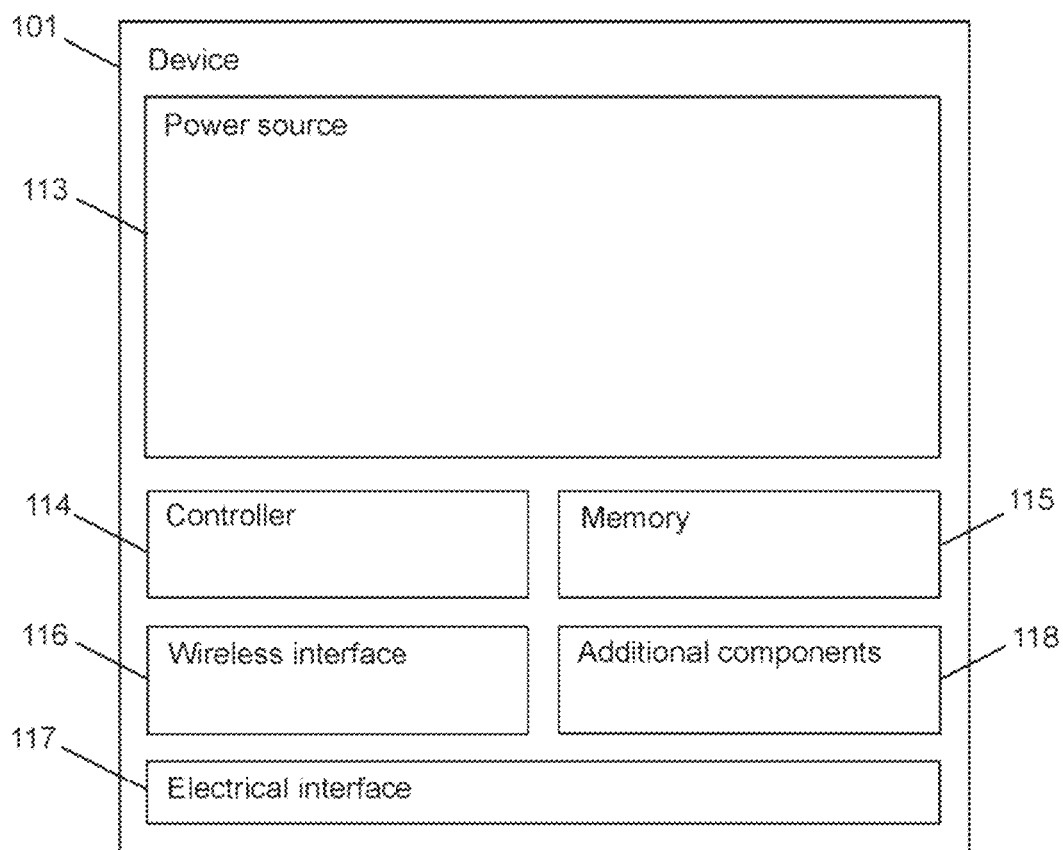 101
Device
Power source
113
114
Controller
Memory
115
116
Wireless interface
Additional components
118
117
Electrical interface